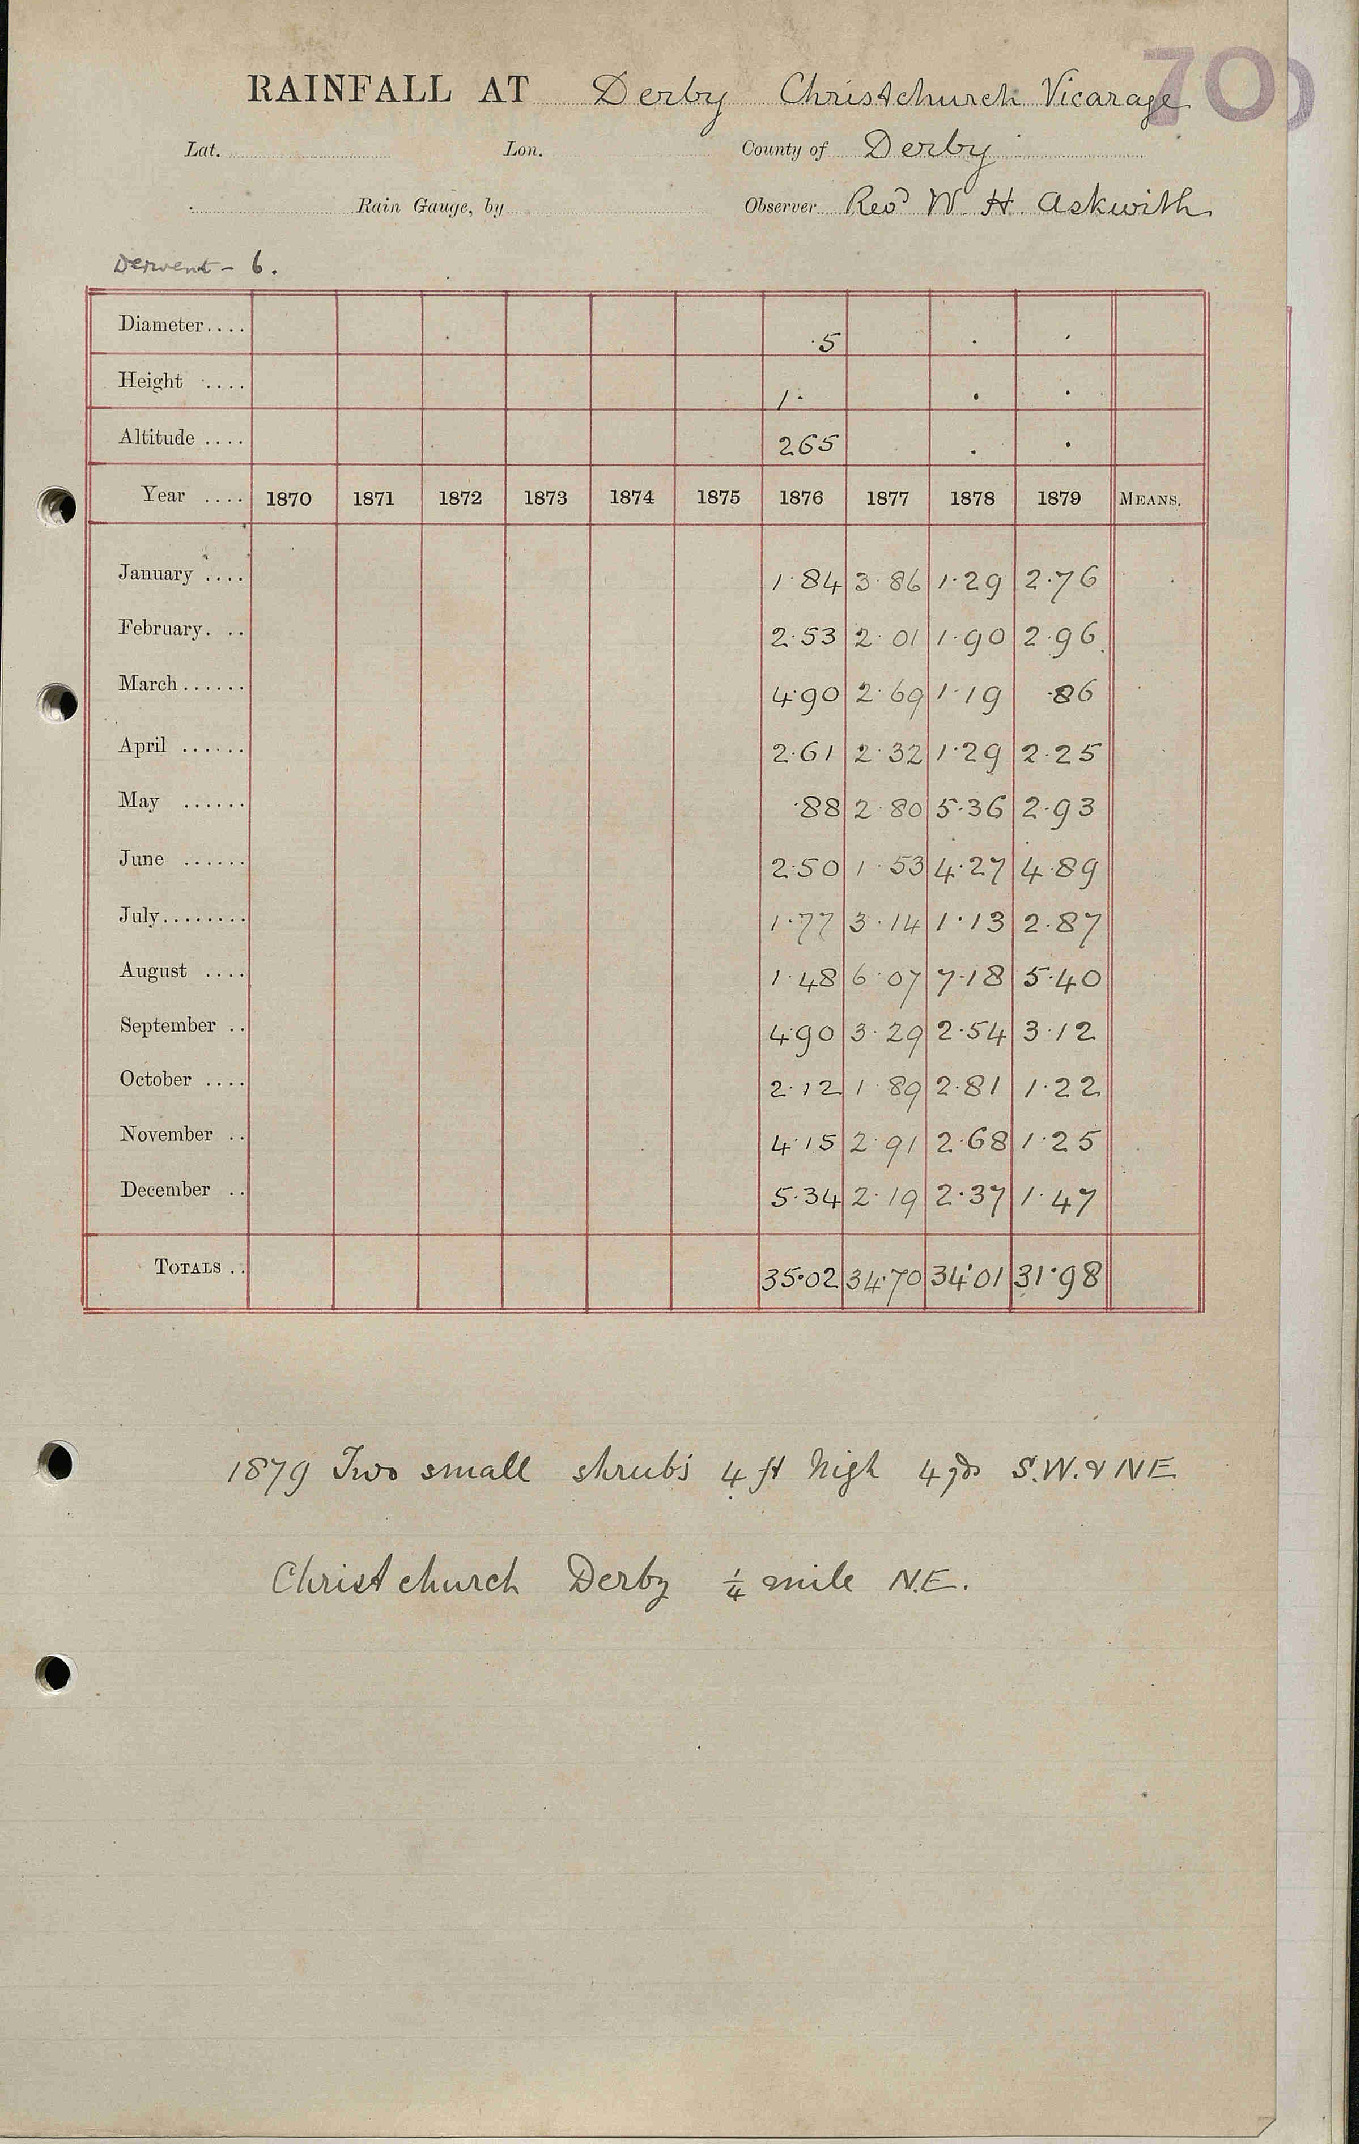 70
RAINFALL AT Derby Christchurch Vicarage
Lat. Lon. County of Derby
Rain Gauge, by Observer Revd W. H. Askwith
Derwent - 6.
Diameter.... ·5 . .
Height .... 1· . .
Altitude .... 265 . .
Year .... 1870 1871 1872 1873 1874 1875 1876 1877 1878 1879 MEANS.
January .... 1·84 3·86 1·29 2·76
February. .. 2·53 2·01 1·90 2·96
March...... 4·90 2·69 1·19 ·86
April ...... 2·61 2·32 1·29 2·25
May ...... ·88 2·80 5·36 2·93
June ...... 2·50 1·53 4·27 4·89
July........ 1·77 3·14 1·13 2·87
August .... 1·48 6·07 7·18 5·40
September .. 4·90 3·29 2·54 3·12
October .... 2·12 1·89 2·81 1·22
November .. 4·15 2·91 2·68 1·25
December .. 5·34 2·19 2·37 1·47
TOTALS .. 35·02 34·70 34·01 31·98
1879 Two small shrubs 4 ft high 4 yds S.W. & NE
Christchurch Derby ¼ mile N.E.